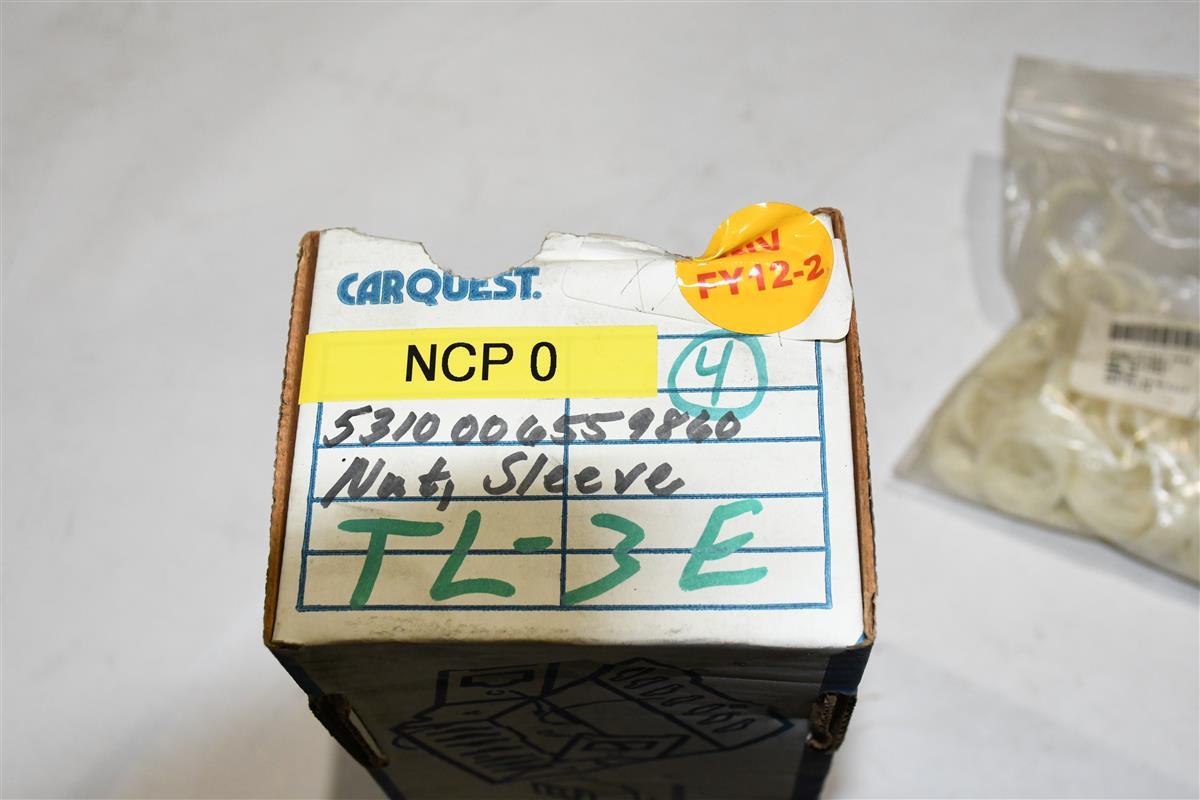 CARQUEST.
FY12-2
NCP 0
4
5310 00 655 9860
Nut, Sleeve
TL-3E